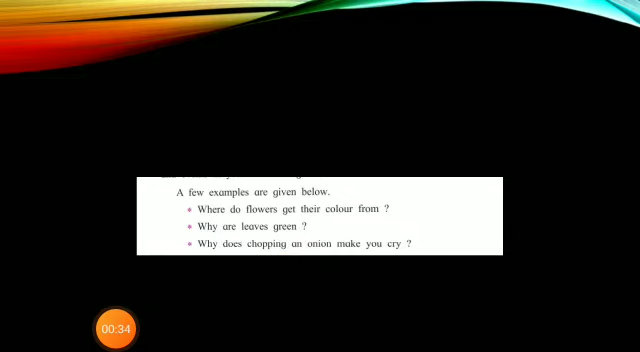 A few examples are given below.
* Where do flowers get their colour from ?
* Why are leaves green ?
* Why does chopping an onion make you cry ?
00:34